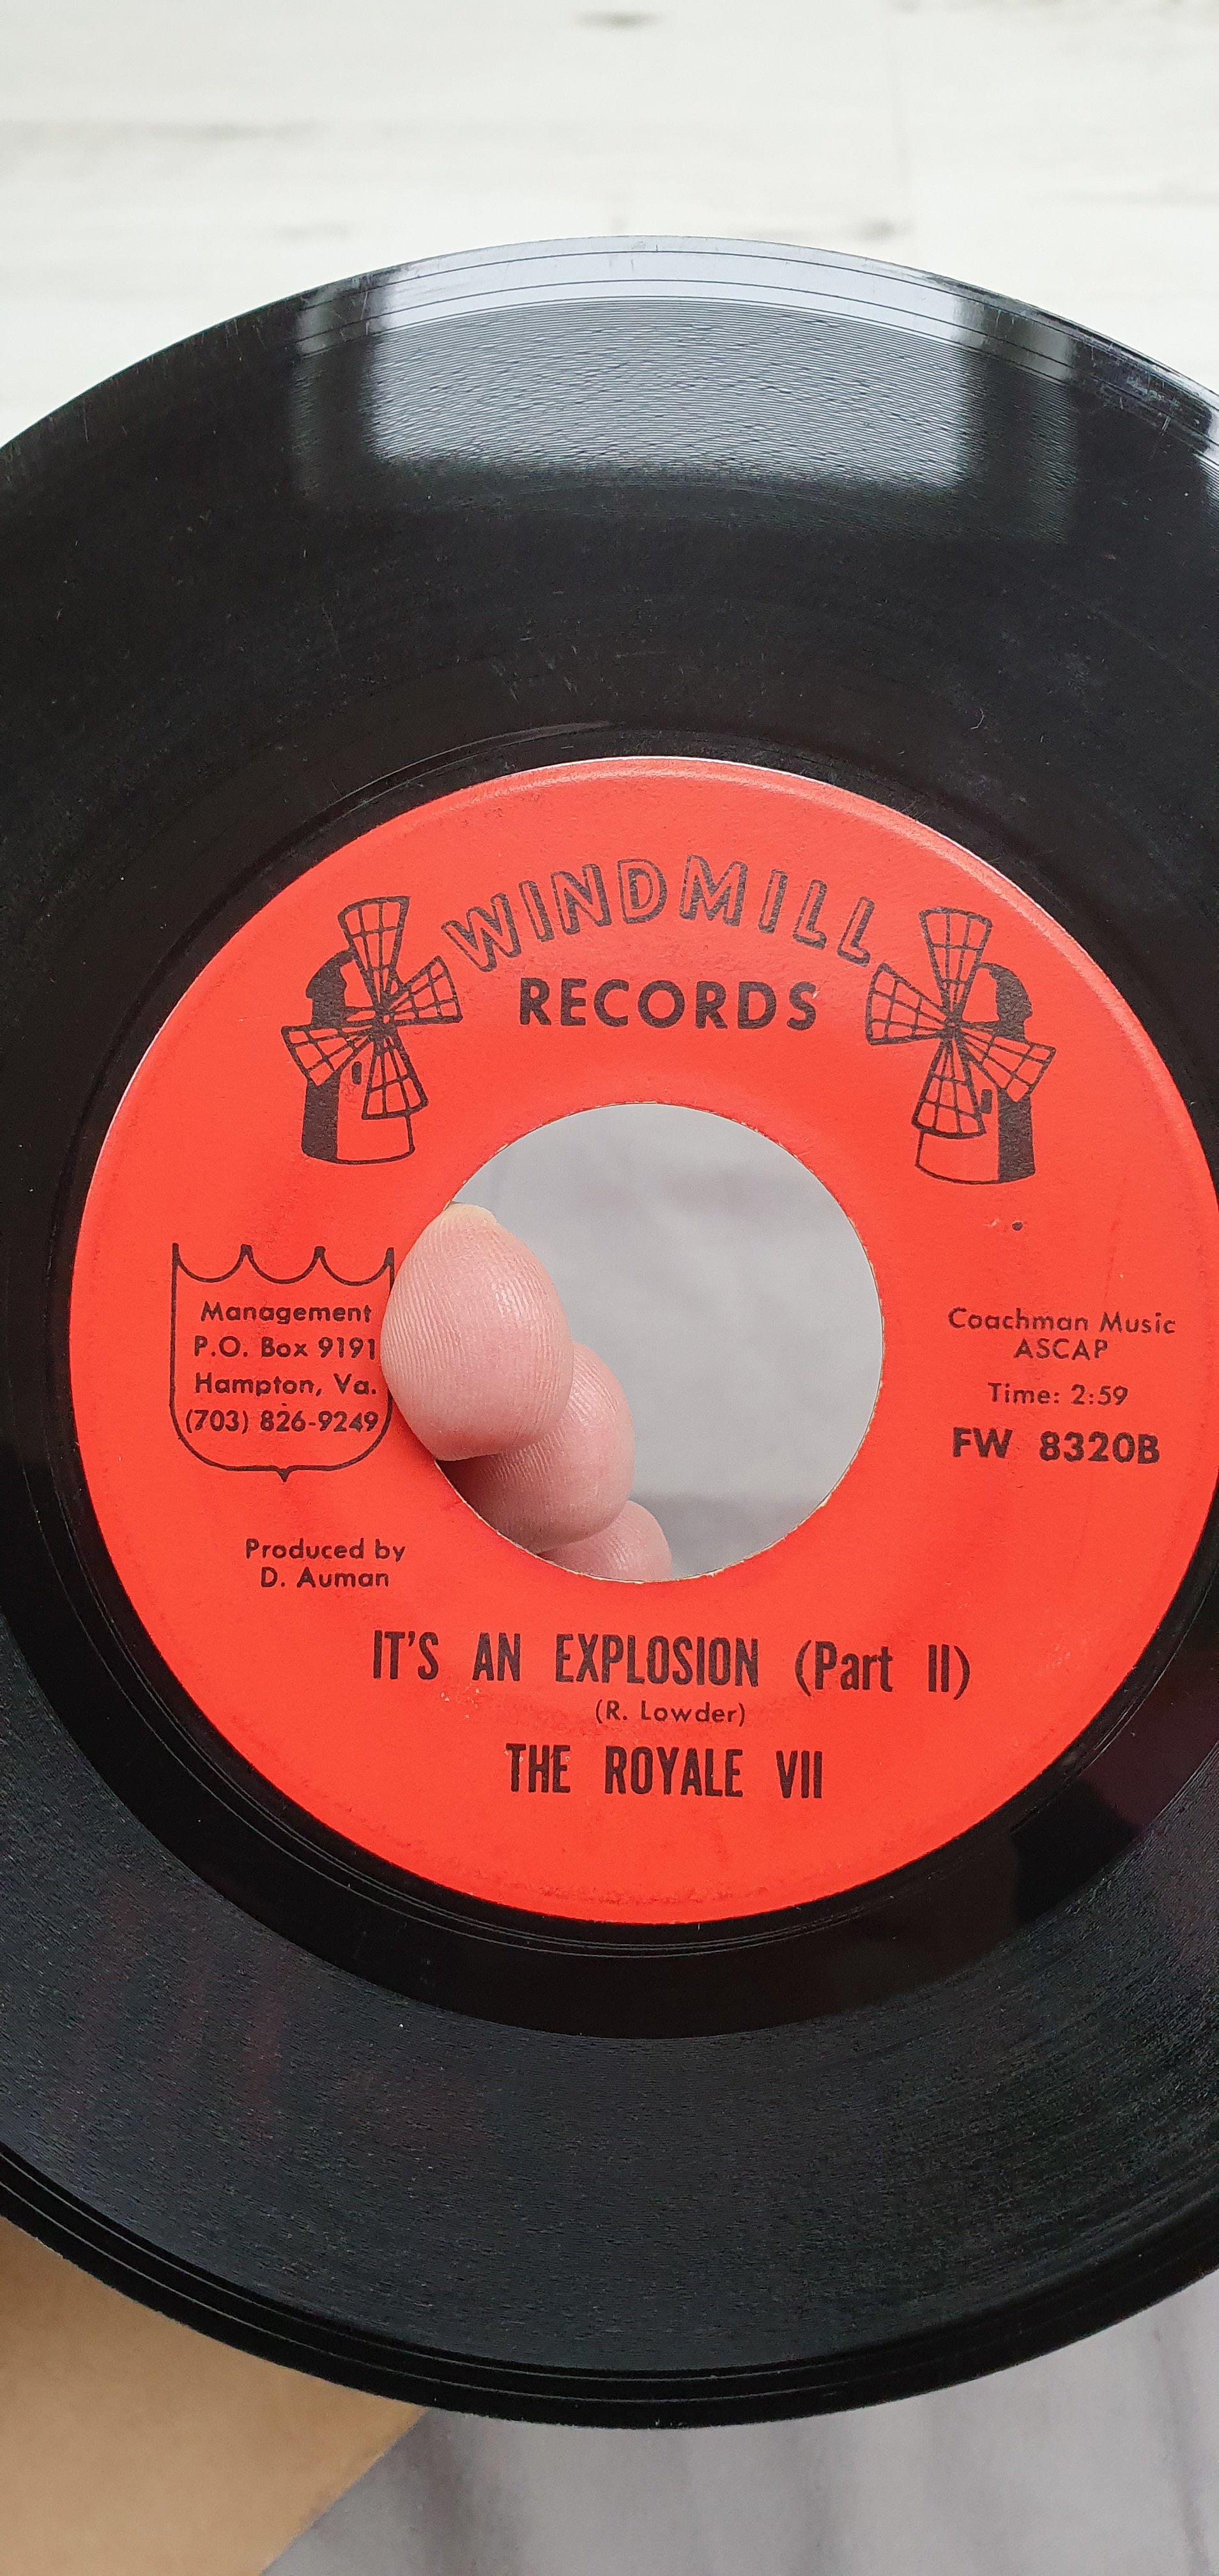 WINDMILL
RECORDS
Management
P.O. Box 9191
Hampton, Va.
(703) 826-9249
Coachman Music
ASCAP
Time: 2:59
FW 8320B
Produced by
D. Auman
IT'S AN EXPLOSION (Part II)
(R. Lowder)
THE ROYALE VII